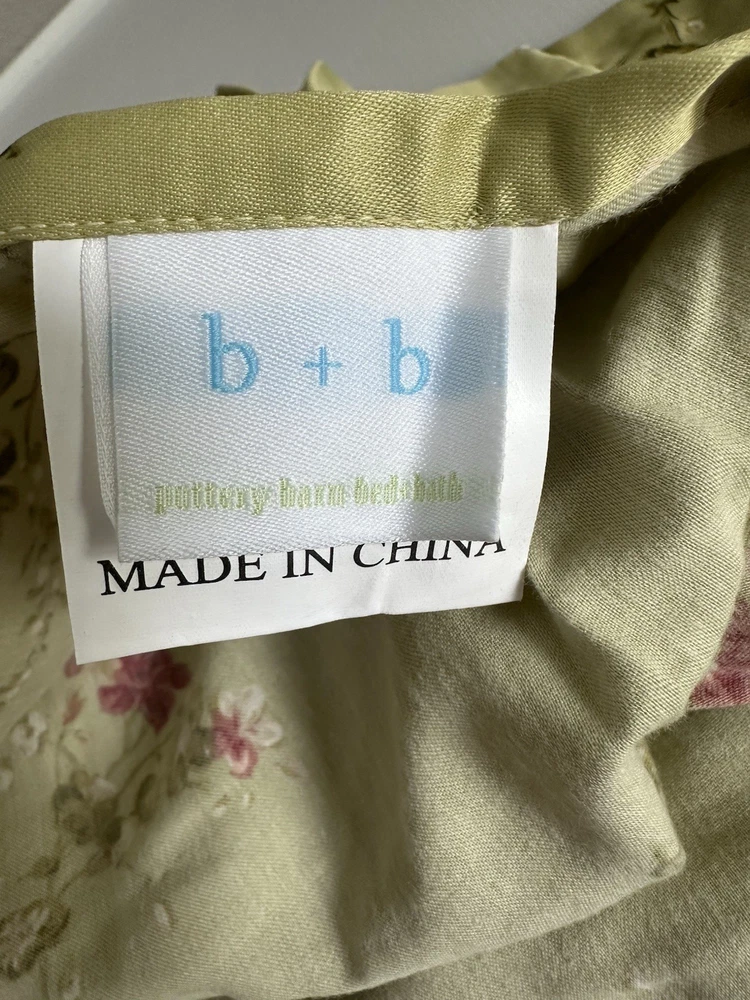 b + b
pottery barn bed+bath
MADE IN CHINA